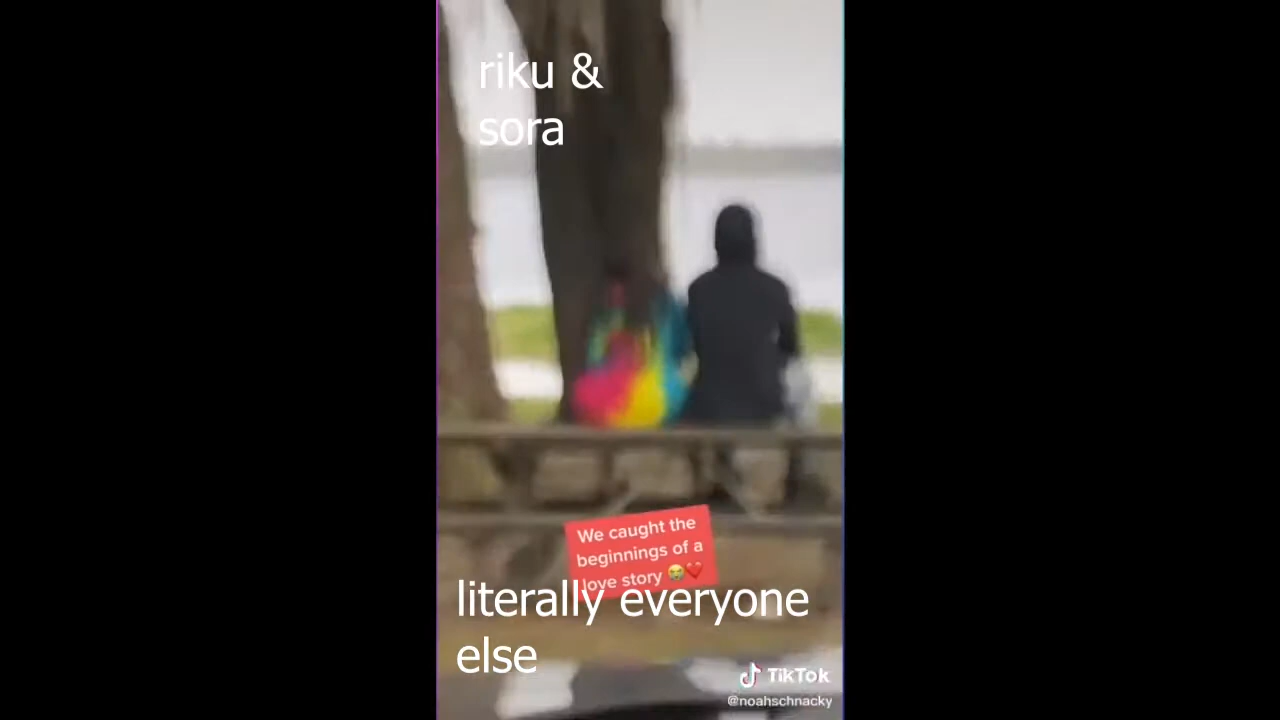 riku &
sora
We caught the
beginnings of a
love story 😭❤️
literally everyone
else
TikTok
@noahschnacky